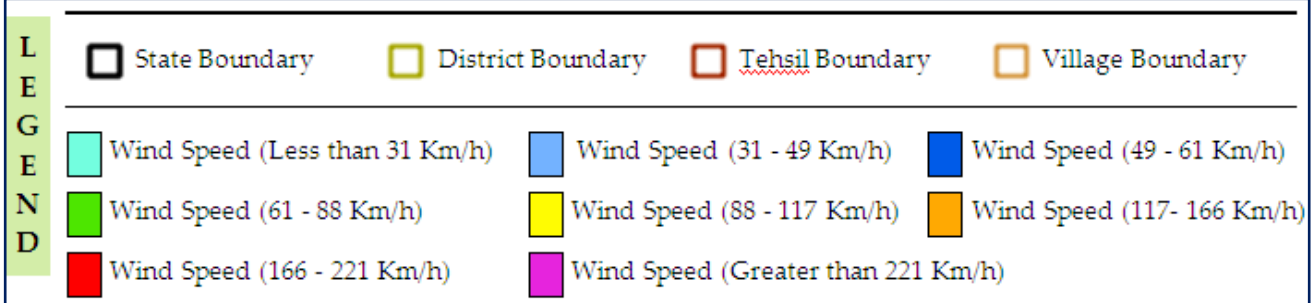 LEGEND
State Boundary District Boundary Tehsil Boundary Village Boundary
Wind Speed (Less than 31 Km/h) Wind Speed (31 - 49 Km/h) Wind Speed (49 - 61 Km/h)
Wind Speed (61 - 88 Km/h) Wind Speed (88 - 117 Km/h) Wind Speed (117- 166 Km/h)
Wind Speed (166 - 221 Km/h) Wind Speed (Greater than 221 Km/h)